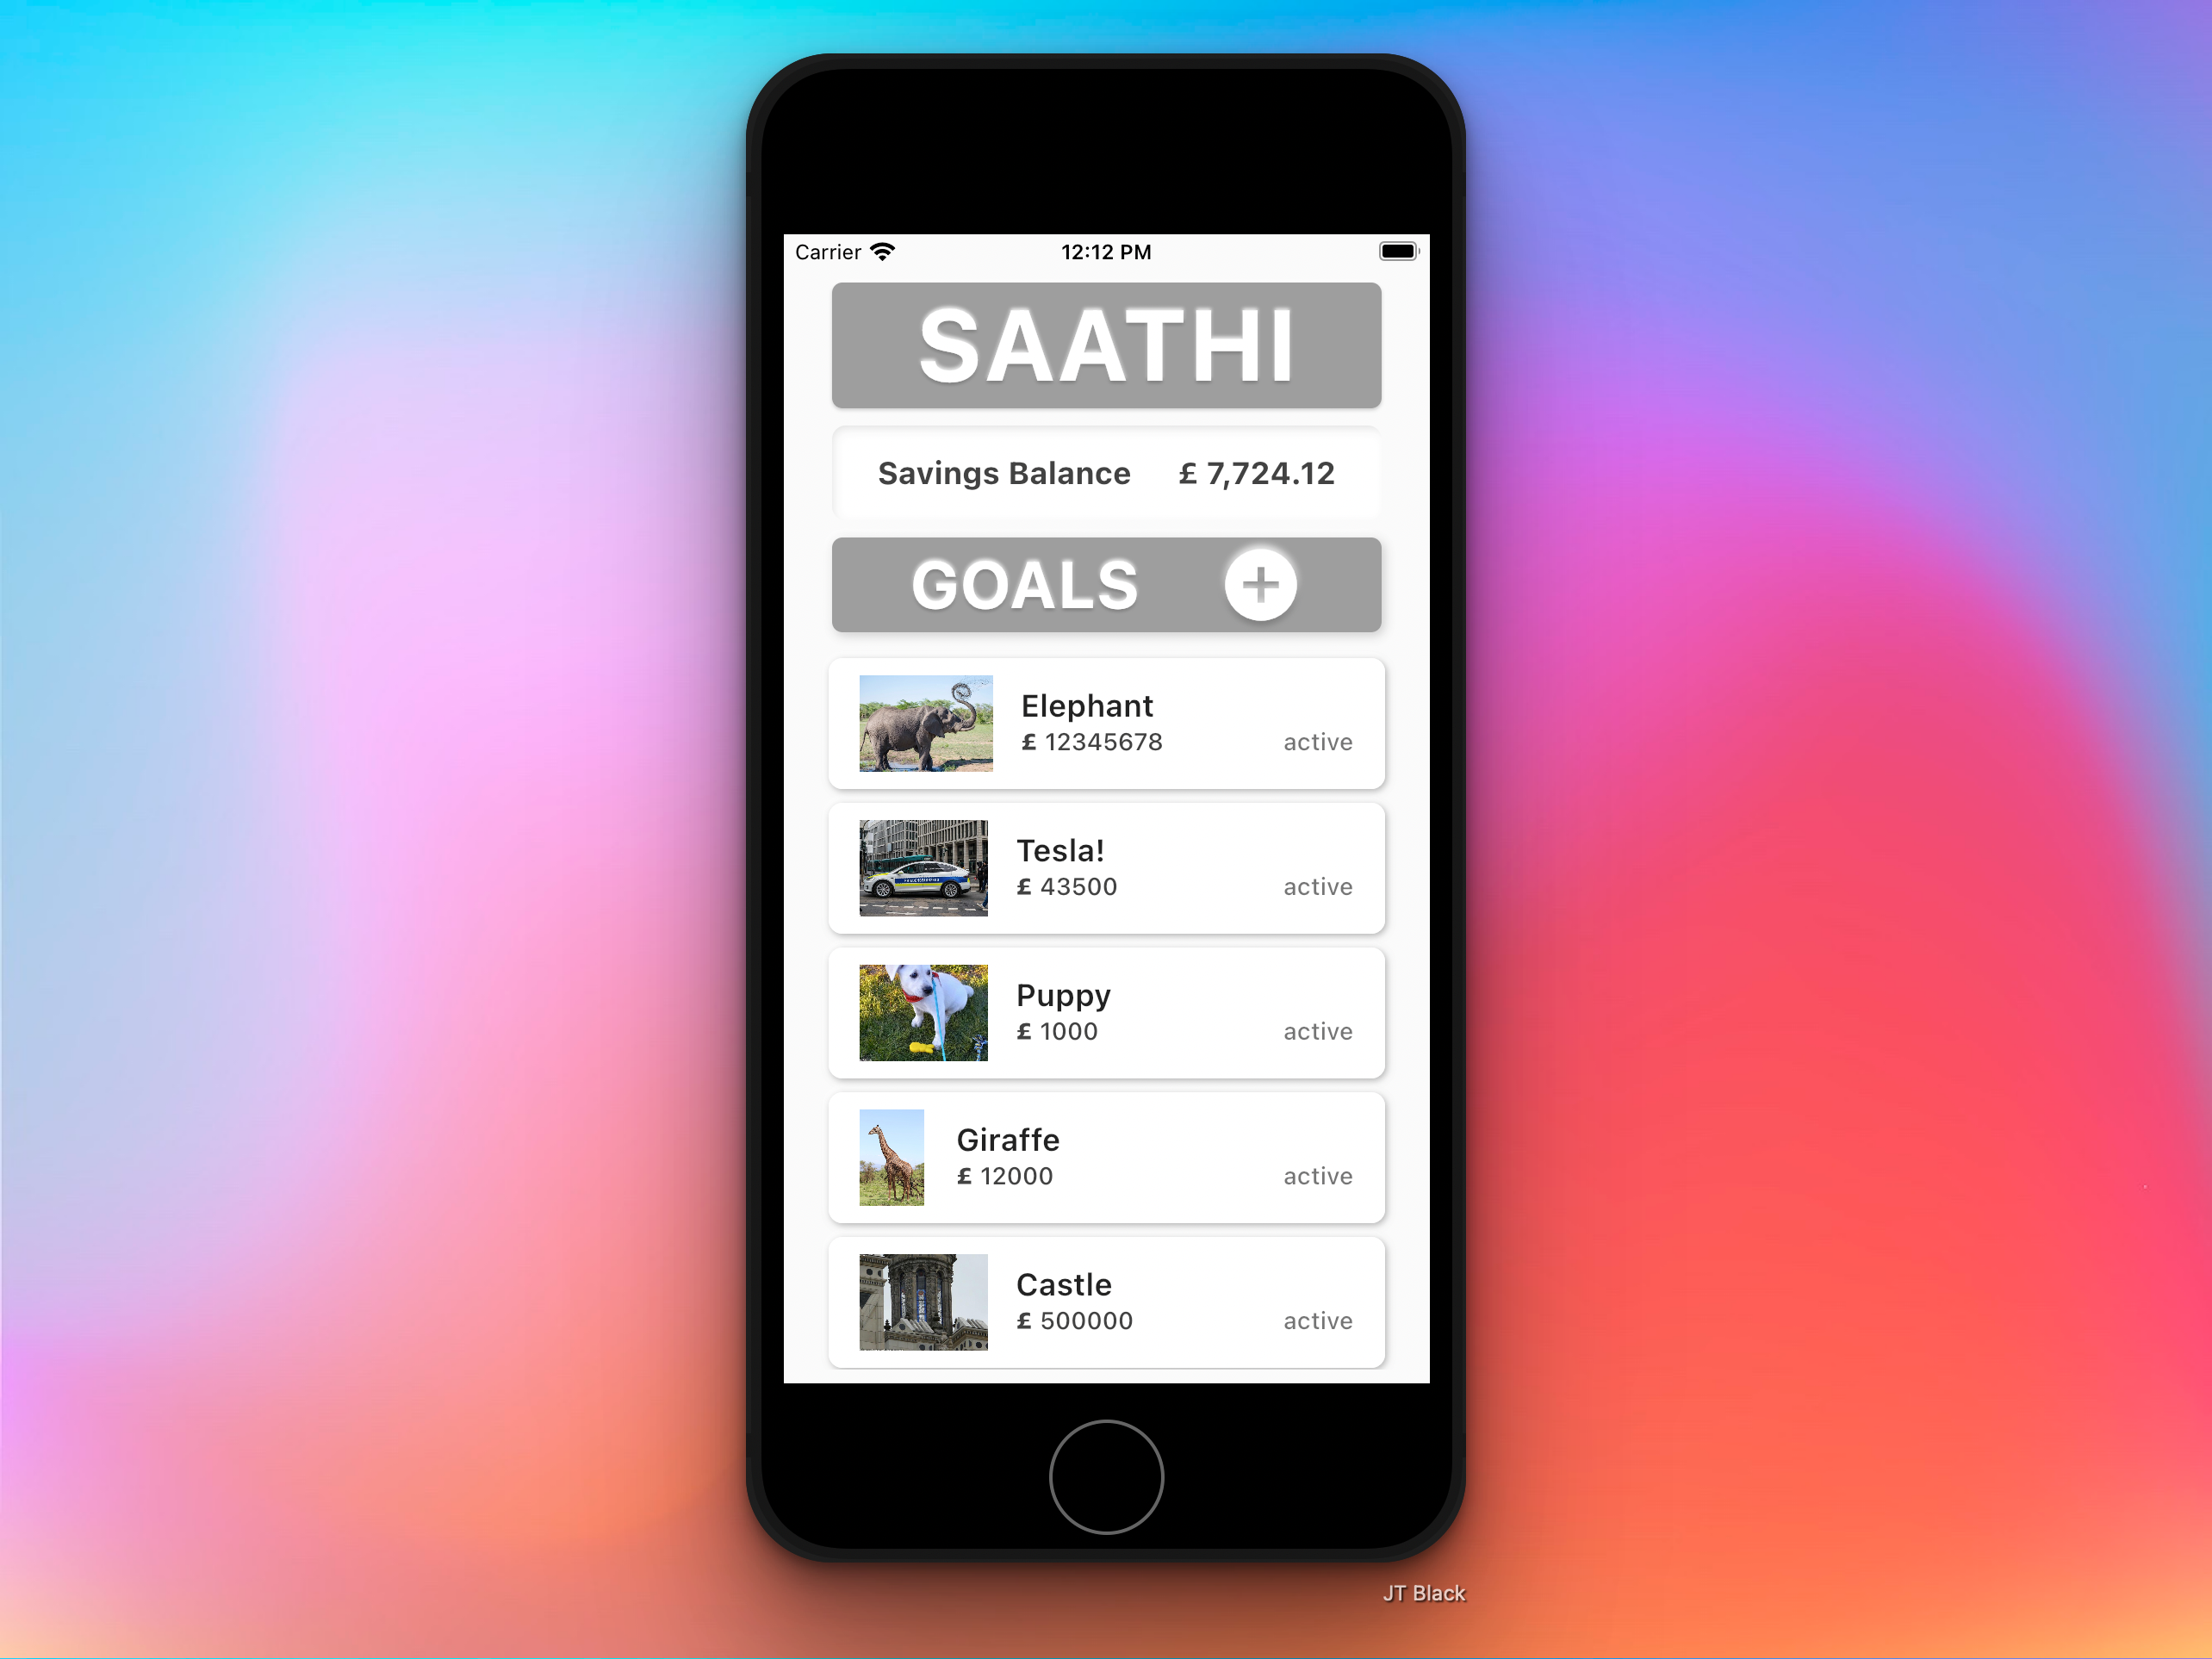 Carrier 12:12 PM
SAATHI
Savings Balance £ 7,724.12
GOALS +
Elephant
£ 12345678 active
Tesla!
£ 43500 active
Puppy
£ 1000 active
Giraffe
£ 12000 active
Castle
£ 500000 active
JT Black